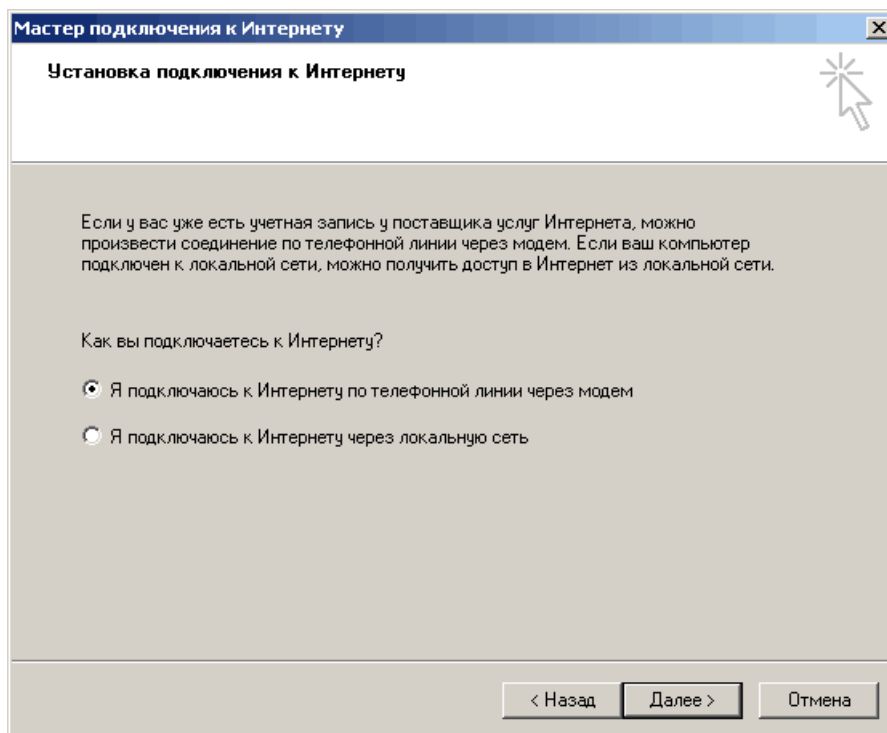 Мастер подключения к Интернету
Установка подключения к Интернету
Если у вас уже есть учетная запись у поставщика услуг Интернета, можно
произвести соединение по телефонной линии через модем. Если ваш компьютер
подключен к локальной сети, можно получить доступ в Интернет из локальной сети.
Как вы подключаетесь к Интернету?
Я подключаюсь к Интернету по телефонной линии через модем
Я подключаюсь к Интернету через локальную сеть
< Назад Далее > Отмена